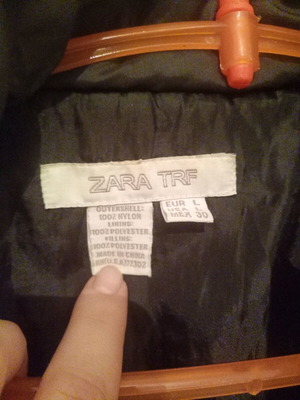 ZARA TRF
OUTERSHELL:
100% NYLON
LINING:
100% POLYESTER
FILLING:
100% POLYESTER
MADE IN CHINA
EUR L
USA L
MEX 30